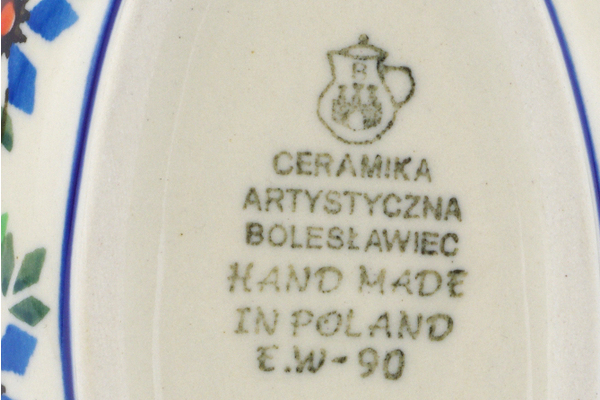 B
CERAMIKA
ARTYSTYCZNA
BOLESŁAWIEC
HAND MADE
IN POLAND
E.W-90